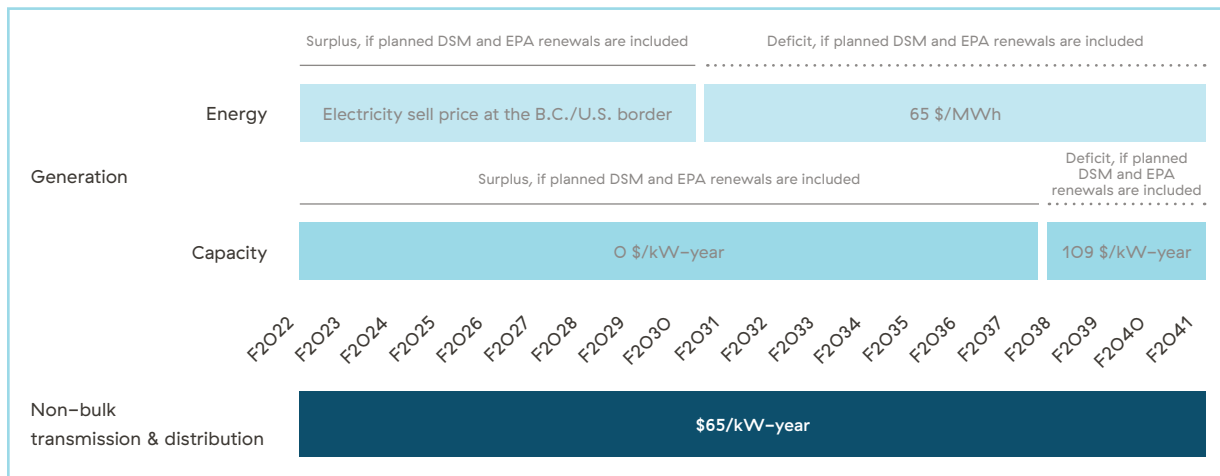 Surplus, if planned DSM and EPA renewals are included
Deficit, if planned DSM and EPA renewals are included
Energy
Electricity sell price at the B.C./U.S. border
65 $/MWh
Generation
Surplus, if planned DSM and EPA renewals are included
Deficit, if planned
DSM and EPA
renewals are included
Capacity
0 $/kW-year
109 $/kW-year
F2022
F2023
F2024
F2025
F2026
F2027
F2028
F2029
F2030
F2031
F2032
F2033
F2034
F2035
F2036
F2037
F2038
F2039
F2040
F2041
Non-bulk
transmission & distribution
$65/kW-year